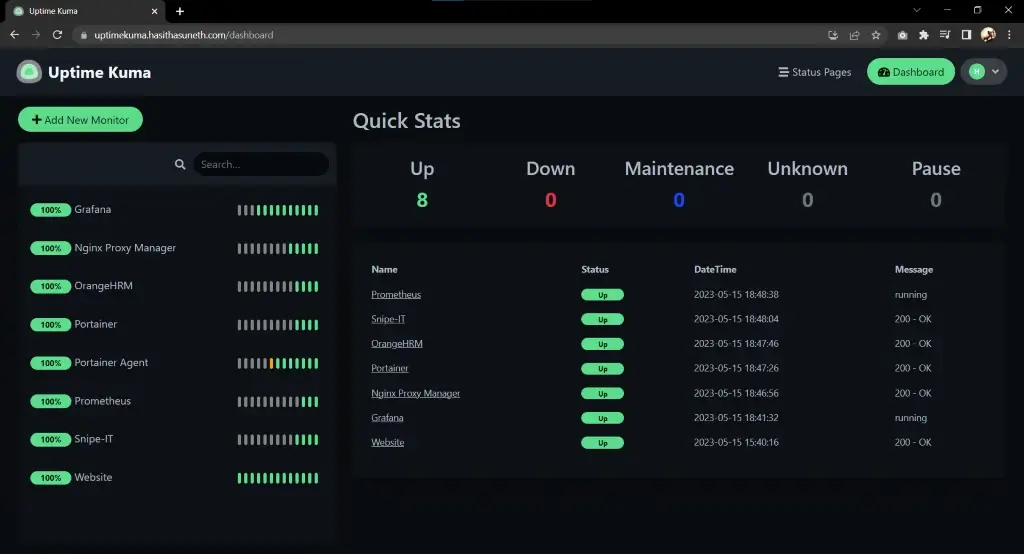 Uptime Kuma
uptimekuma.hasithasuneth.com/dashboard
Uptime Kuma
Status Pages
Dashboard
H
Add New Monitor
Search...
100% Grafana
100% Nginx Proxy Manager
100% OrangeHRM
100% Portainer
100% Portainer Agent
100% Prometheus
100% Snipe-IT
100% Website
Quick Stats
Up Down Maintenance Unknown Pause
8 0 0 0 0
Name Status DateTime Message
Prometheus Up 2023-05-15 18:48:38 running
Snipe-IT Up 2023-05-15 18:48:04 200 - OK
OrangeHRM Up 2023-05-15 18:47:46 200 - OK
Portainer Up 2023-05-15 18:47:26 200 - OK
Nginx Proxy Manager Up 2023-05-15 18:46:56 200 - OK
Grafana Up 2023-05-15 18:41:32 running
Website Up 2023-05-15 15:40:16 200 - OK